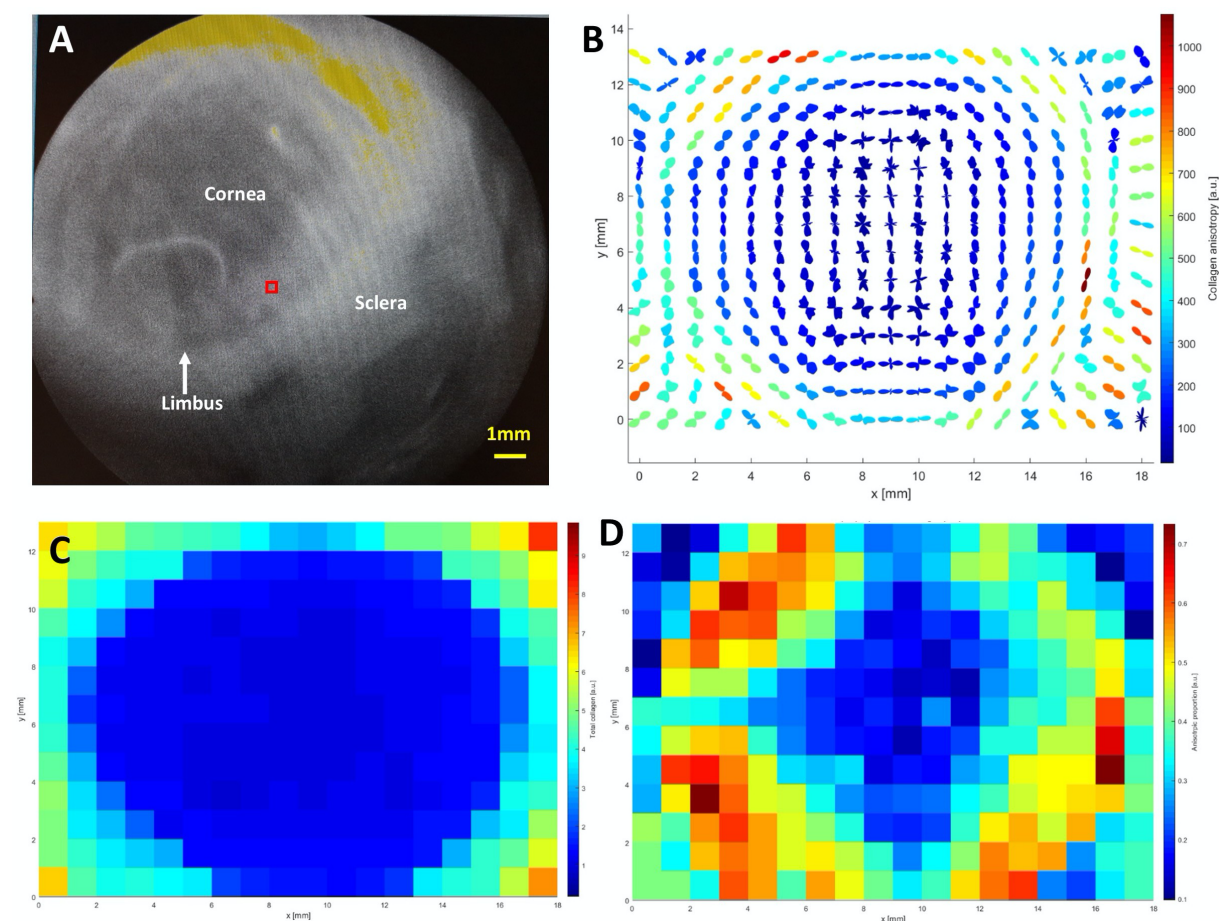 A
Cornea
Sclera
Limbus
1mm
B
14
12
10
8
6
4
2
0
y [mm]
0 2 4 6 8 10 12 14 16 18
x [mm]
1000
900
800
700
600
500
400
300
200
100
Collagen anisotropy [a.u.]
C
12
10
8
6
4
2
0
y [mm]
0 2 4 6 8 10 12 14 16 18
x [mm]
9
8
7
6
5
4
3
2
1
Total collagen [a.u.]
D
12
10
8
6
4
2
0
y [mm]
0 2 4 6 8 10 12 14 16 18
x [mm]
0.7
0.6
0.5
0.4
0.3
0.2
0.1
proportion [a.u.]